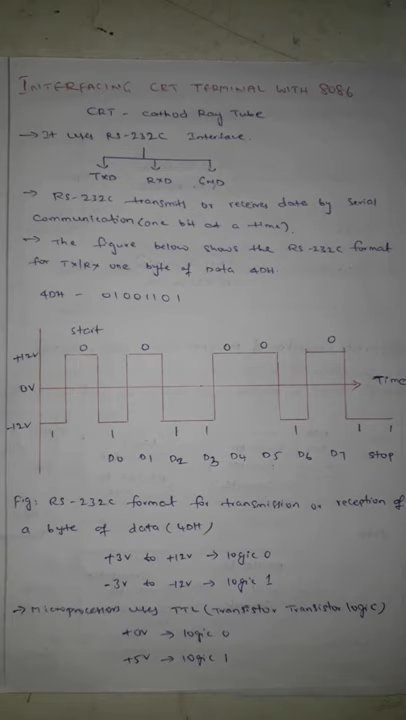 INTERFACING CRT TERMINAL WITH 8086
CRT - Cathod Ray Tube
→ It uses RS-232C Interface.
TXD RXD GND
→ RS-232C transmits or receives data by serial
communication (one bit at a time).
→ The figure below shows the RS-232C format
for TX/RX one byte of Data 4DH.
4DH - 01001101
start
0 0 0 0 0
+12V
0V
Time
-12V
1 1 1 1 1 1 1
D0 D1 D2 D3 D4 D5 D6 D7 stop
Fig: RS-232C format for transmission or reception of
a byte of data (4DH)
+3V to +12V → logic 0
-3V to -12V → logic 1
→ Microprocessors uses TTL (Transistor Transistor logic)
+0V → logic 0
+5V → logic 1